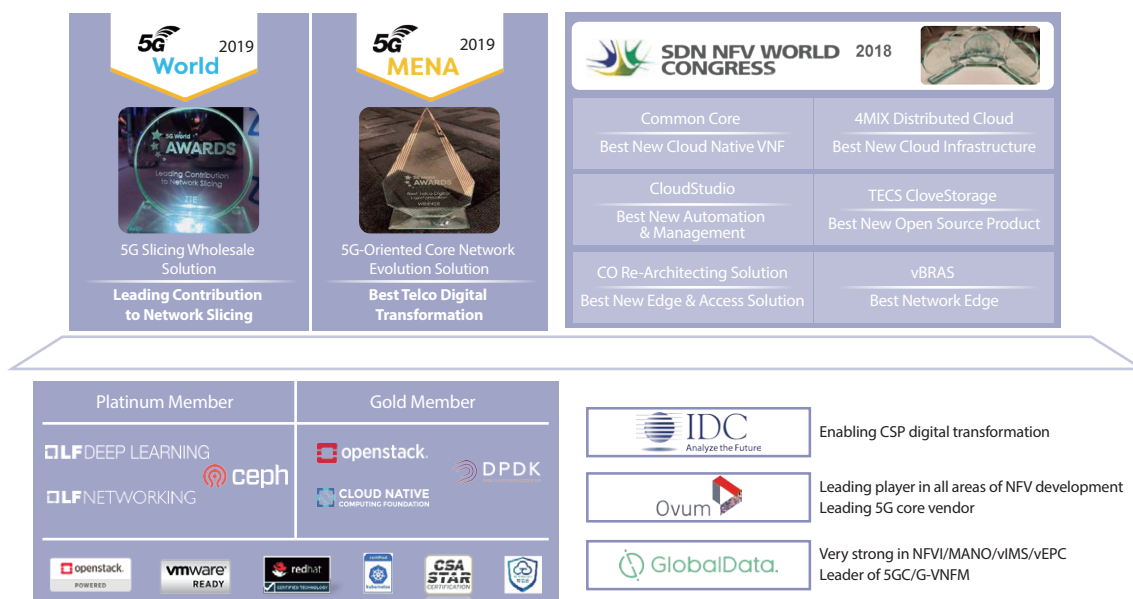 5G
World
2019
5G World
AWARDS
Leading Contribution
to Network Slicing
ZTE
5G Slicing Wholesale
Solution
Leading Contribution
to Network Slicing
5G
MENA
2019
AWARDS
Best Telco Digital
WINNER
5G-Oriented Core Network
Evolution Solution
Best Telco Digital
Transformation
SDN NFV WORLD
CONGRESS
2018
Common Core
Best New Cloud Native VNF
4MIX Distributed Cloud
Best New Cloud Infrastructure
CloudStudio
Best New Automation
& Management
TECS CloveStorage
Best New Open Source Product
CO Re-Architecting Solution
Best New Edge & Access Solution
vBRAS
Best Network Edge
Platinum Member
LF DEEP LEARNING
ceph
LF NETWORKING
Gold Member
openstack.
DPDK
CLOUD NATIVE
COMPUTING FOUNDATION
openstack.
POWERED
vmware®
READY
redhat
CERTIFIED TECHNOLOGY
certified
kubernetes
CSA
STAR
CERTIFICATION
IDC
Analyze the Future
Enabling CSP digital transformation
Ovum
Leading player in all areas of NFV development
Leading 5G core vendor
GlobalData.
Very strong in NFVI/MANO/vIMS/vEPC
Leader of 5GC/G-VNFM